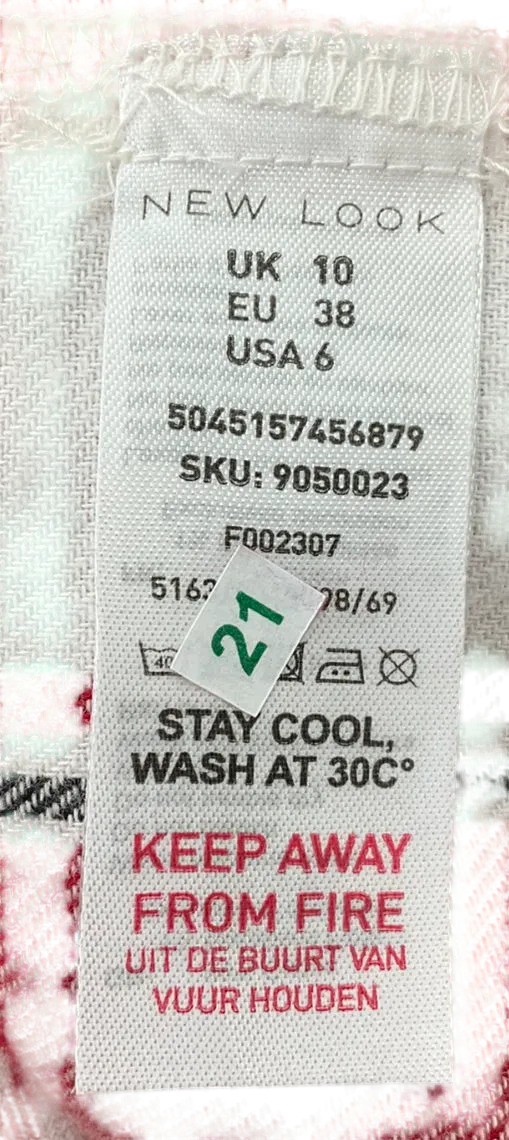 NEW LOOK
UK 10
EU 38
USA 6
5045157456879
SKU: 9050023
F002307
21
40
STAY COOL,
WASH AT 30C°
KEEP AWAY
FROM FIRE
UIT DE BUURT VAN
VUUR HOUDEN